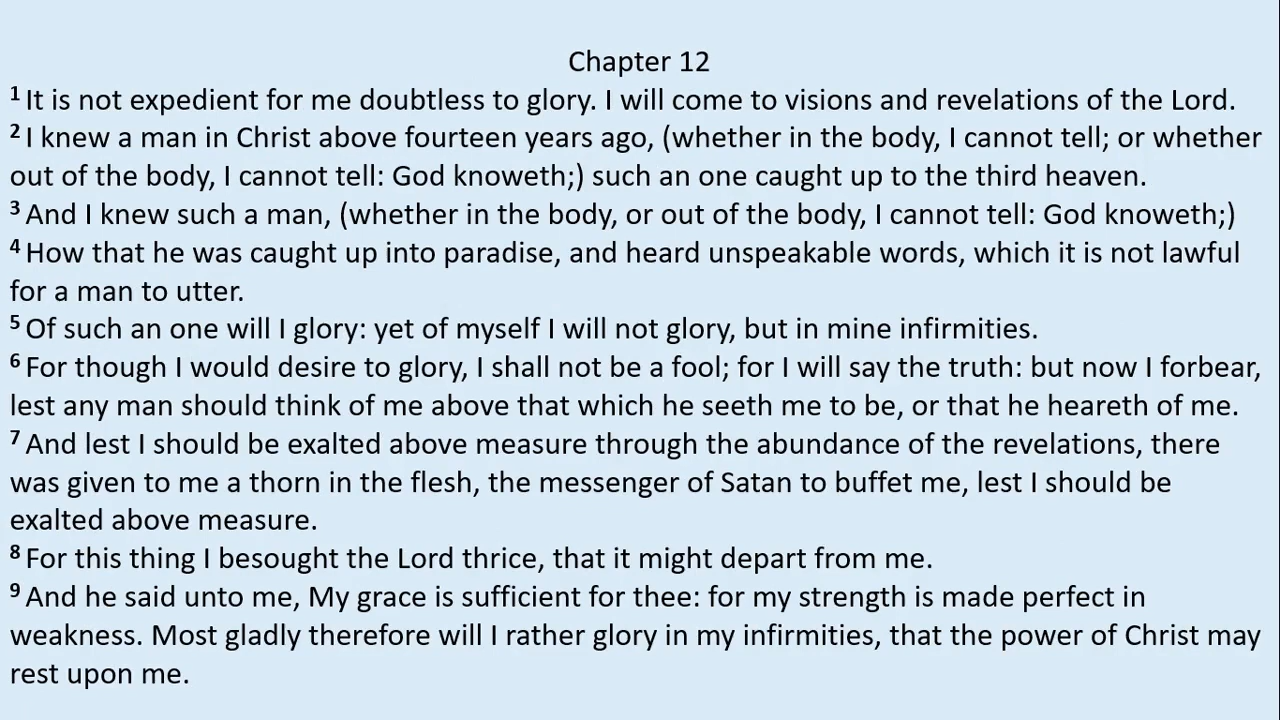 Chapter 12
1 It is not expedient for me doubtless to glory. I will come to visions and revelations of the Lord.
2 I knew a man in Christ above fourteen years ago, (whether in the body, I cannot tell; or whether
out of the body, I cannot tell: God knoweth;) such an one caught up to the third heaven.
3 And I knew such a man, (whether in the body, or out of the body, I cannot tell: God knoweth;)
4 How that he was caught up into paradise, and heard unspeakable words, which it is not lawful
for a man to utter.
5 Of such an one will I glory: yet of myself I will not glory, but in mine infirmities.
6 For though I would desire to glory, I shall not be a fool; for I will say the truth: but now I forbear,
lest any man should think of me above that which he seeth me to be, or that he heareth of me.
7 And lest I should be exalted above measure through the abundance of the revelations, there
was given to me a thorn in the flesh, the messenger of Satan to buffet me, lest I should be
exalted above measure.
8 For this thing I besought the Lord thrice, that it might depart from me.
9 And he said unto me, My grace is sufficient for thee: for my strength is made perfect in
weakness. Most gladly therefore will I rather glory in my infirmities, that the power of Christ may
rest upon me.